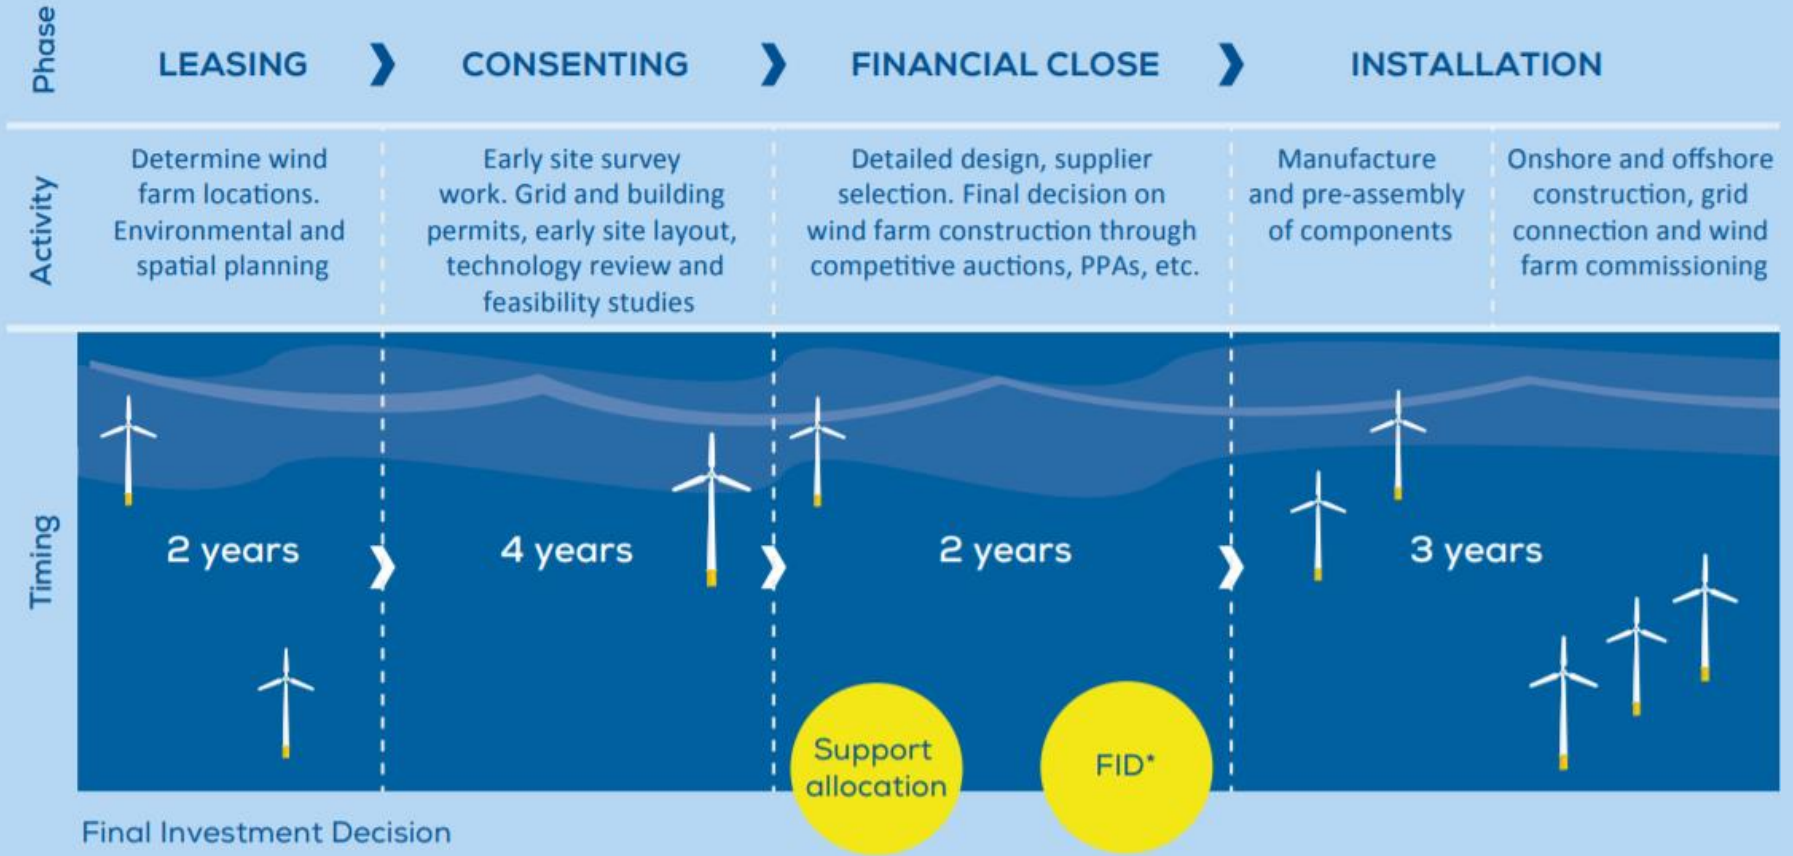 Phase
LEASING
CONSENTING
FINANCIAL CLOSE
INSTALLATION
Activity
Determine wind
farm locations.
Environmental and
spatial planning
Early site survey
work. Grid and building
permits, early site layout,
technology review and
feasibility studies
Detailed design, supplier
selection. Final decision on
wind farm construction through
competitive auctions, PPAs, etc.
Manufacture
and pre-assembly
of components
Onshore and offshore
construction, grid
connection and wind
farm commissioning
Timing
2 years
4 years
2 years
3 years
Support
allocation
FID*
Final Investment Decision